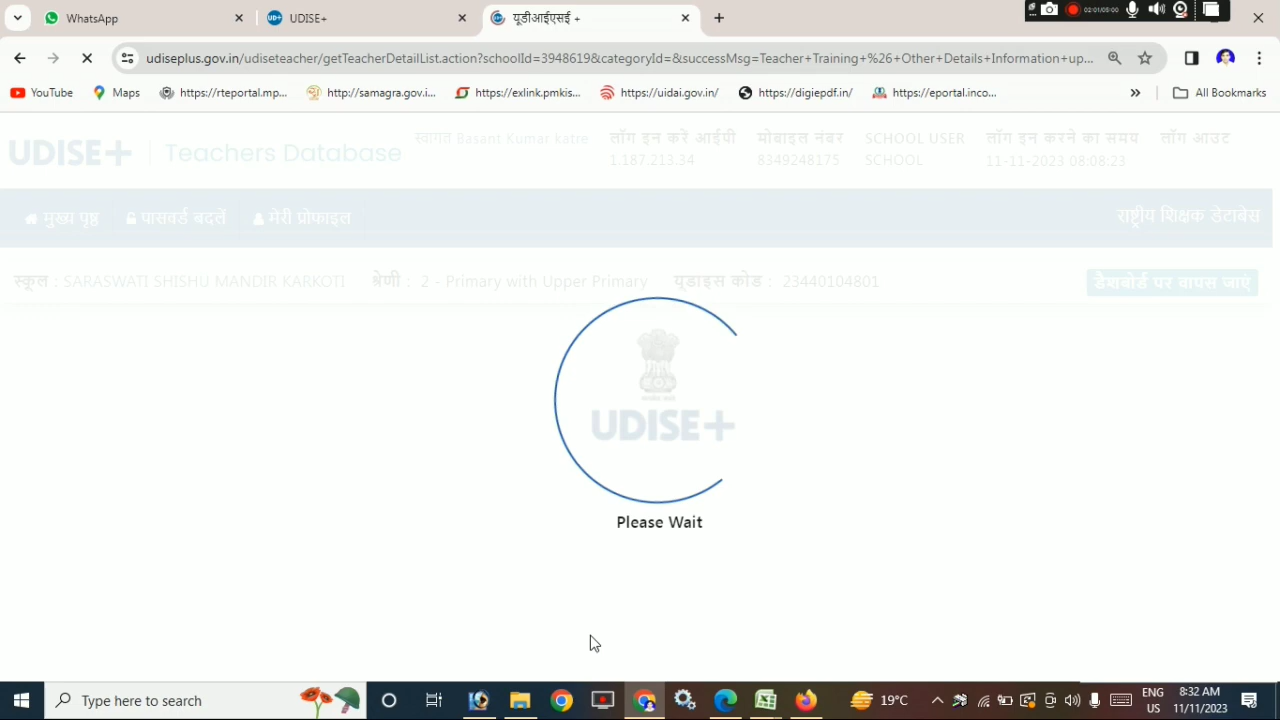 WhatsApp
UDISE+
यूडीआईएसई +
02:01/05:00
udiseplus.gov.in/udiseteacher/getTeacherDetailList.action?schoolId=3948619&categoryId=&successMsg=Teacher+Training+%26+Other+Details+Information+up...
YouTube Maps https://rteportal.mp... http://samagra.gov.i... https://exlink.pmkis... https://uidai.gov.in/ https://digiepdf.in/ https://eportal.inco... » All Bookmarks
UDISE+ Teachers Database
स्वागत Basant Kumar katre लॉग इन करें आईपी मोबाइल नंबर SCHOOL USER लॉग इन करने का समय लॉग आउट
1.187.213.34 8349248175 SCHOOL 11-11-2023 08:08:23
मुख्य पृष्ठ पासवर्ड बदलें मेरी प्रोफाइल राष्ट्रीय शिक्षक डेटाबेस
स्कूल : SARASWATI SHISHU MANDIR KARKOTI श्रेणी : 2 - Primary with Upper Primary यूडाइस कोड : 23440104801 डैशबोर्ड पर वापस जाएं
UDISE+
Please Wait
Type here to search 19°C ENG 8:32 AM
US 11/11/2023